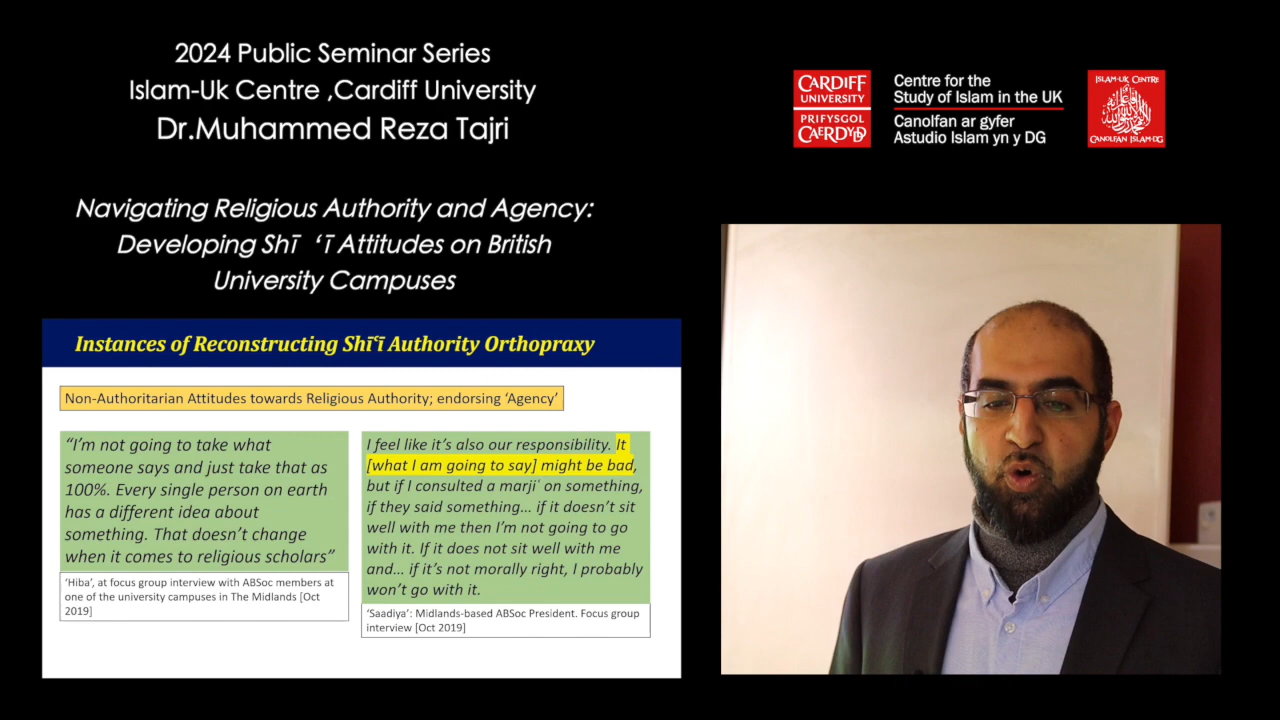 2024 Public Seminar Series
Islam-Uk Centre ,Cardiff University
Dr.Muhammed Reza Tajri
Navigating Religious Authority and Agency:
Developing Shī ʻī Attitudes on British
University Campuses
CARDIFF
UNIVERSITY
PRIFYSGOL
CAERDYDD
Centre for the
Study of Islam in the UK
Canolfan ar gyfer
Astudio Islam yn y DG
ISLAM-UK CENTRE
CANOLFAN ISLAM-DG
Instances of Reconstructing Shīʿī Authority Orthopraxy
Non-Authoritarian Attitudes towards Religious Authority; endorsing ‘Agency’
“I’m not going to take what
someone says and just take that as
100%. Every single person on earth
has a different idea about
something. That doesn’t change
when it comes to religious scholars”
‘Hiba’, at focus group interview with ABSoc members at
one of the university campuses in The Midlands [Oct
2019]
I feel like it’s also our responsibility. It
[what I am going to say] might be bad,
but if I consulted a marjiʿ on something,
if they said something… if it doesn’t sit
well with me then I’m not going to go
with it. If it does not sit well with me
and… if it’s not morally right, I probably
won’t go with it.
‘Saadiya’: Midlands-based ABSoc President. Focus group
interview [Oct 2019]